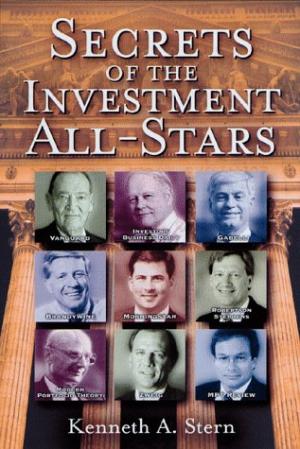 SECRETS
OF THE
INVESTMENT
ALL-STARS
VANGUARD
INVESTOR'S
BUSINESS DAILY
GABELLI
BRANDYWINE
MORNINGSTAR
ROBERTSON
STEPHENS
MODERN
PORTFOLIO THEORY
ZWEIG
MPT REVIEW
Kenneth A. Stern